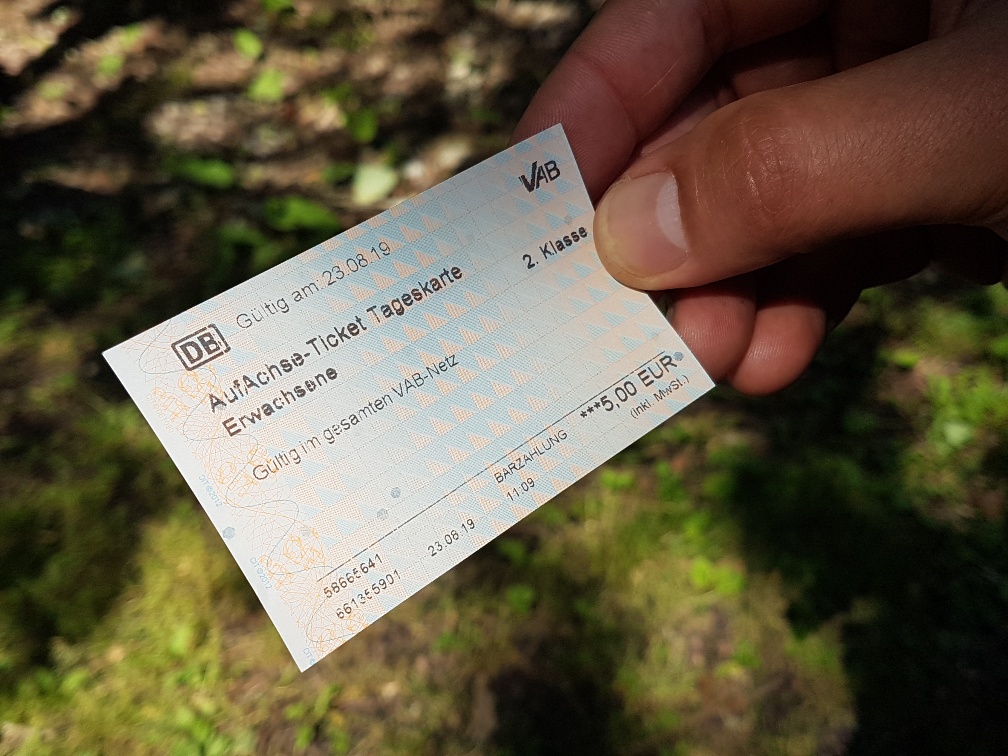 VAB
DB Gültig am 23.08.19
AufAchse-Ticket Tageskarte 2. Klasse
Erwachsene
Gültig im gesamten VAB-Netz
***5,00 EUR
BARZAHLUNG (inkl. MwSt.)
58665641 23.08.19 11:09
661355901